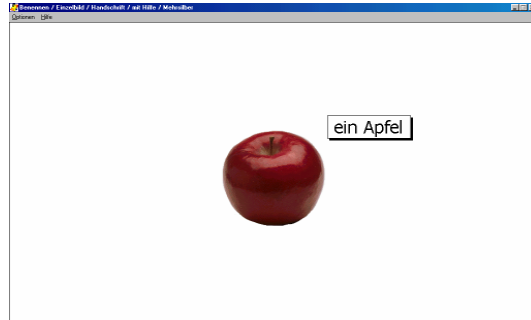 Benennen / Einzelbild / Handschrift / mit Hilfe / Mehrsilber
Optionen Hilfe
ein Apfel